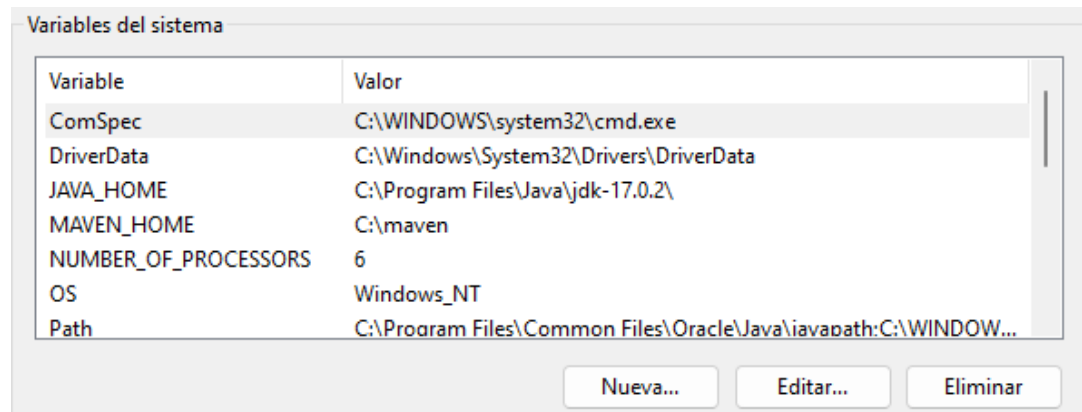 Variables del sistema
Variable Valor
ComSpec C:\WINDOWS\system32\cmd.exe
DriverData C:\Windows\System32\Drivers\DriverData
JAVA_HOME C:\Program Files\Java\jdk-17.0.2\
MAVEN_HOME C:\maven
NUMBER_OF_PROCESSORS 6
OS Windows_NT
Path C:\Program Files\Common Files\Oracle\Java\javapath;C:\WINDOW...
Nueva... Editar... Eliminar